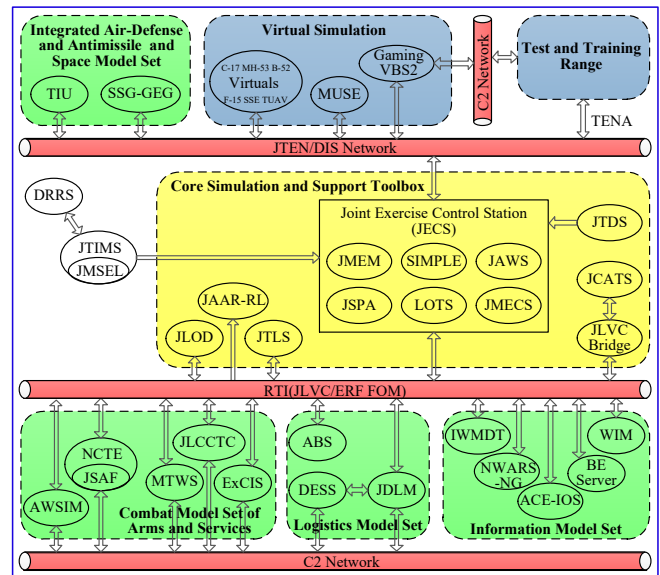 Integrated Air-Defense
and Antimissile and
Space Model Set
TIU
SSG-GEG
Virtual Simulation
C-17 MH-53 B-52
Virtuals
F-15 SSE TUAV
MUSE
Gaming
VBS2
C2 Network
Test and Training
Range
TENA
JTEN/DIS Network
DRRS
JTIMS
JMSEL
Core Simulation and Support Toolbox
Joint Exercise Control Station
(JECS)
JMEM
SIMPLE
JAWS
JSPA
LOTS
JMECS
JTDS
JCATS
JLVC
Bridge
JAAR-RL
JLOD
JTLS
RTI(JLVC/ERF FOM)
NCTE
JSAF
AWSIM
JLCCTC
MTWS
ExCIS
Combat Model Set of
Arms and Services
ABS
DESS
JDLM
Logistics Model Set
IWMDT
NWARS
-NG
ACE-IOS
BE
Server
WIM
Information Model Set
C2 Network